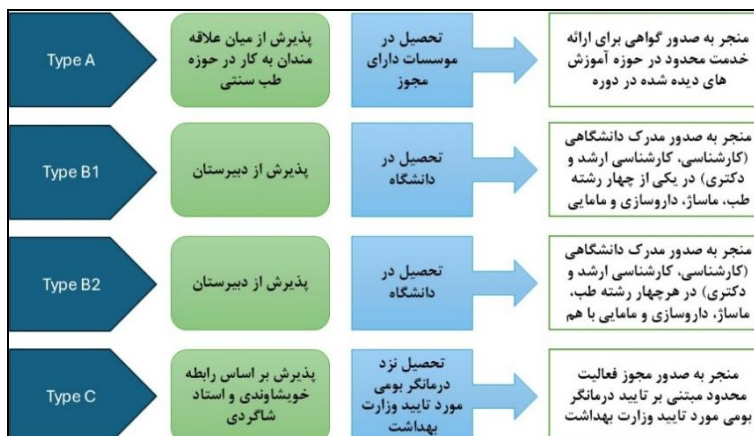 Type A
پذیرش از میان علاقه
مندان به کار در حوزه
طب سنتی
تحصیل در
موسسات دارای
مجوز
منجر به صدور گواهی برای ارائه
خدمت محدود در حوزه آموزش
های دیده شده در دوره
Type B1
پذیرش از دبیرستان
تحصیل در
دانشگاه
منجر به صدور مدرک دانشگاهی
(کارشناسی، کارشناسی ارشد و
دکتری) در یکی از چهار رشته
طب، ماساژ، داروسازی و مامایی
Type B2
پذیرش از دبیرستان
تحصیل در
دانشگاه
منجر به صدور مدرک دانشگاهی
(کارشناسی، کارشناسی ارشد و
دکتری) در هرچهار رشته طب،
ماساژ، داروسازی و مامایی با هم
Type C
پذیرش بر اساس رابطه
خویشاوندی و استاد
شاگردی
تحصیل نزد
درمانگر بومی
مورد تایید وزارت
بهداشت
منجر به صدور مجوز فعالیت
محدود مبتنی بر تایید درمانگر
بومی مورد تایید وزارت بهداشت